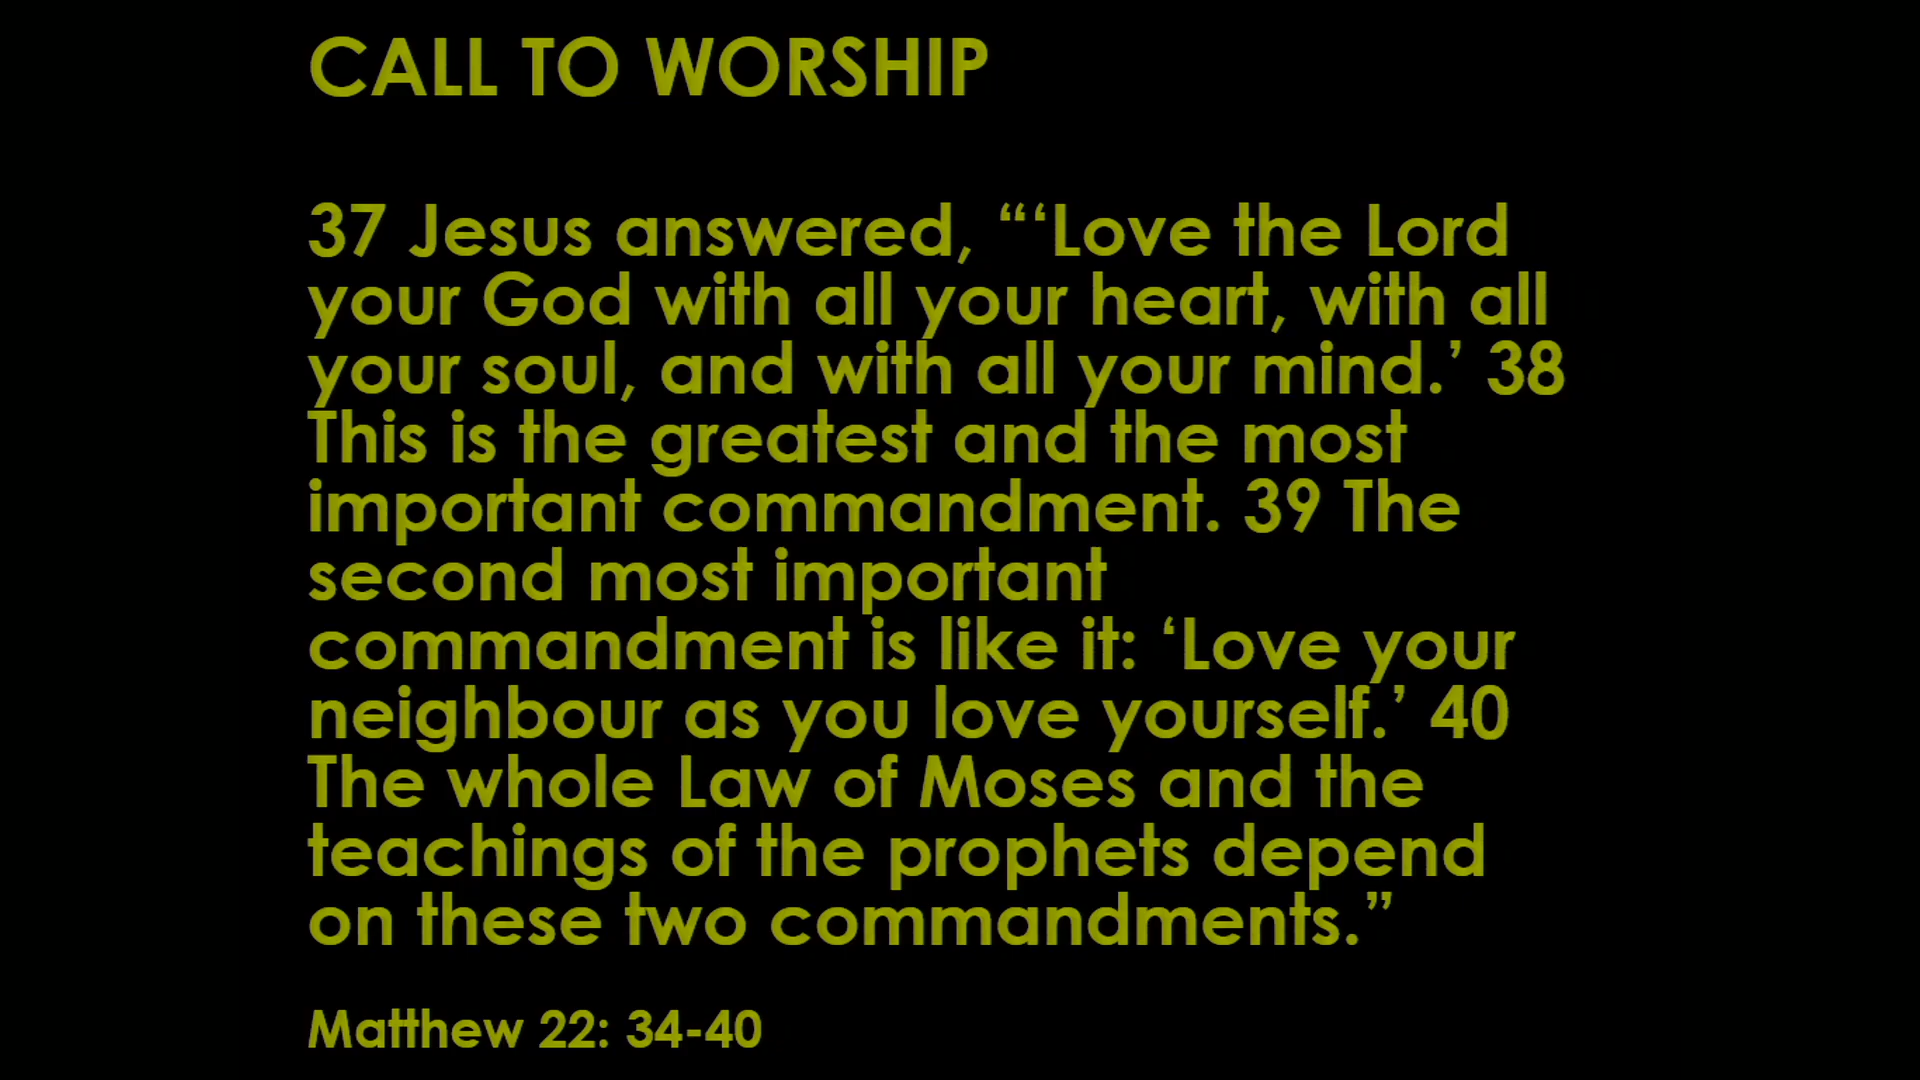 CALL TO WORSHIP
37 Jesus answered, “‘Love the Lord
your God with all your heart, with all
your soul, and with all your mind.’ 38
This is the greatest and the most
important commandment. 39 The
second most important
commandment is like it: ‘Love your
neighbour as you love yourself.’ 40
The whole Law of Moses and the
teachings of the prophets depend
on these two commandments.”
Matthew 22: 34-40